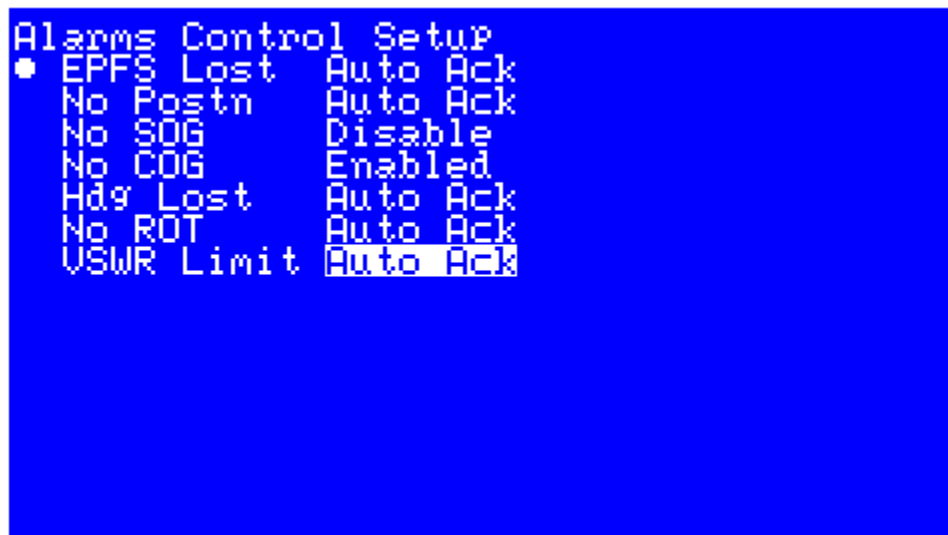 Alarms Control Setup
• EPFS Lost Auto Ack
No Postn Auto Ack
No SOG Disable
No COG Enabled
Hdg Lost Auto Ack
No ROT Auto Ack
VSWR Limit Auto Ack